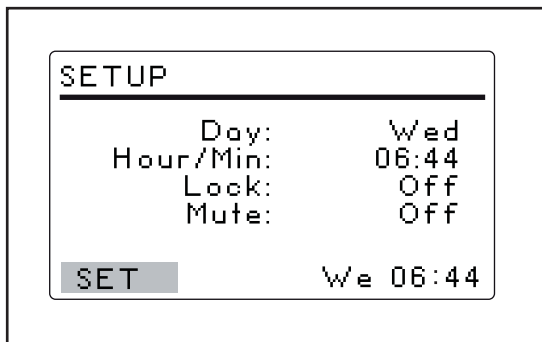 SETUP
Day: Wed
Hour/Min: 06:44
Lock: Off
Mute: Off
SET We 06:44